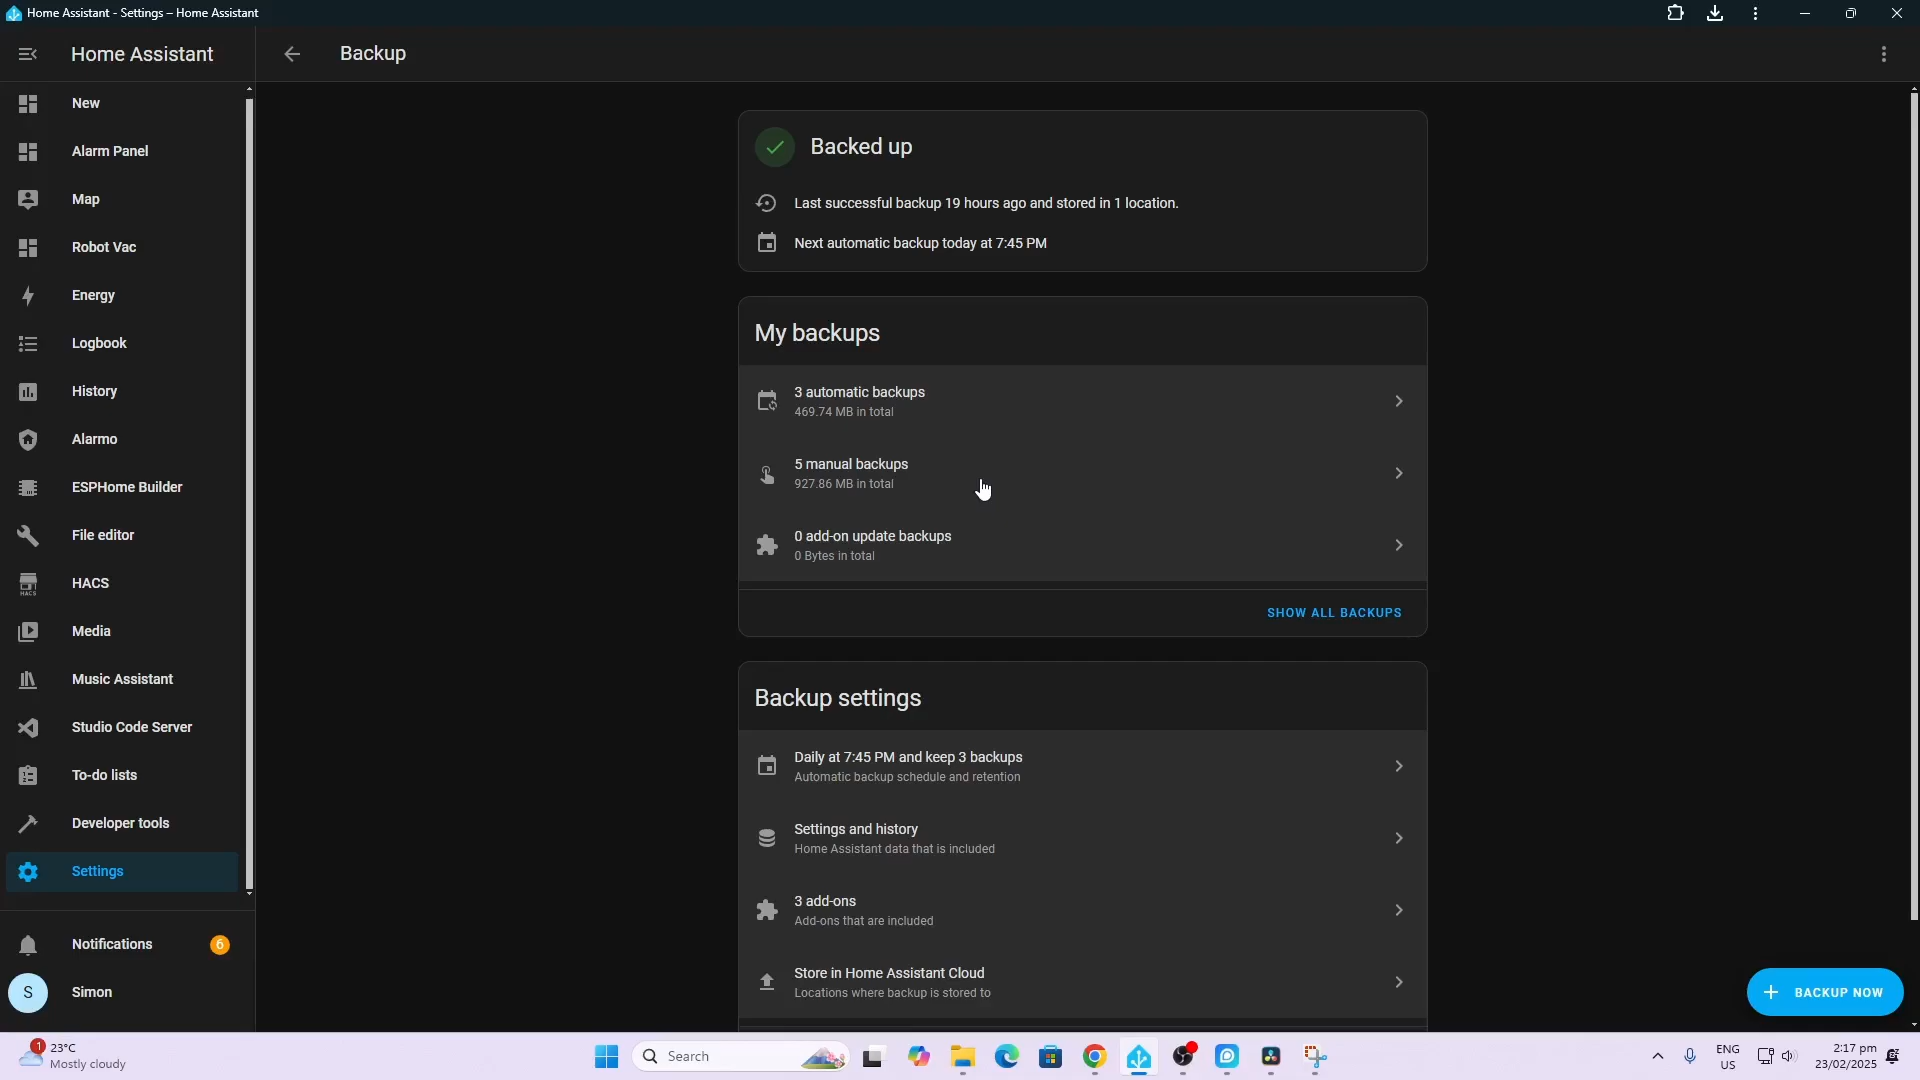 Home Assistant - Settings – Home Assistant
Home Assistant
Backup
New
Alarm Panel
Map
Robot Vac
Energy
Logbook
History
Alarmo
ESPHome Builder
File editor
HACS
HACS
Media
Music Assistant
Studio Code Server
To-do lists
Developer tools
Settings
Notifications
6
S
Simon
Backed up
Last successful backup 19 hours ago and stored in 1 location.
Next automatic backup today at 7:45 PM
My backups
3 automatic backups
469.74 MB in total
5 manual backups
927.86 MB in total
0 add-on update backups
0 Bytes in total
SHOW ALL BACKUPS
Backup settings
Daily at 7:45 PM and keep 3 backups
Automatic backup schedule and retention
Settings and history
Home Assistant data that is included
3 add-ons
Add-ons that are included
Store in Home Assistant Cloud
Locations where backup is stored to
BACKUP NOW
1
23°C
Mostly cloudy
Search
ENG
US
2:17 pm
23/02/2025